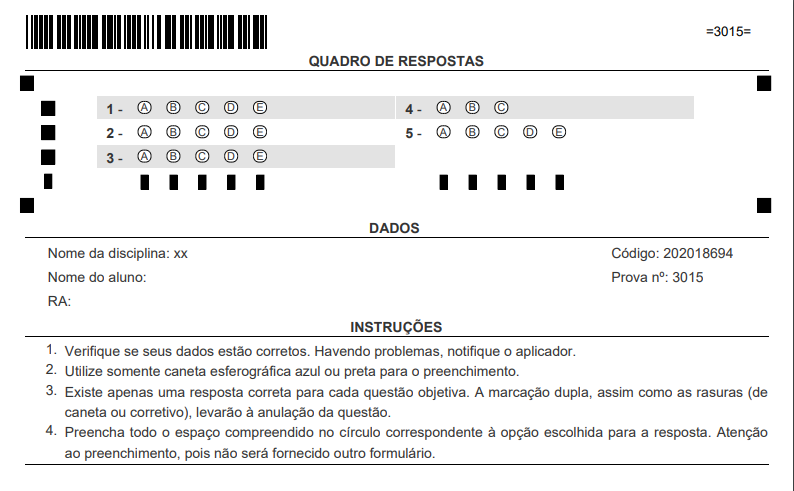 =3015=
QUADRO DE RESPOSTAS
1 - A B C D E 4 - A B C
2 - A B C D E 5 - A B C D E
3 - A B C D E
DADOS
Nome da disciplina: xx Código: 202018694
Nome do aluno: Prova nº: 3015
RA:
INSTRUÇÕES
1. Verifique se seus dados estão corretos. Havendo problemas, notifique o aplicador.
2. Utilize somente caneta esferográfica azul ou preta para o preenchimento.
3. Existe apenas uma resposta correta para cada questão objetiva. A marcação dupla, assim como as rasuras (de
caneta ou corretivo), levarão à anulação da questão.
4. Preencha todo o espaço compreendido no círculo correspondente à opção escolhida para a resposta. Atenção
ao preenchimento, pois não será fornecido outro formulário.